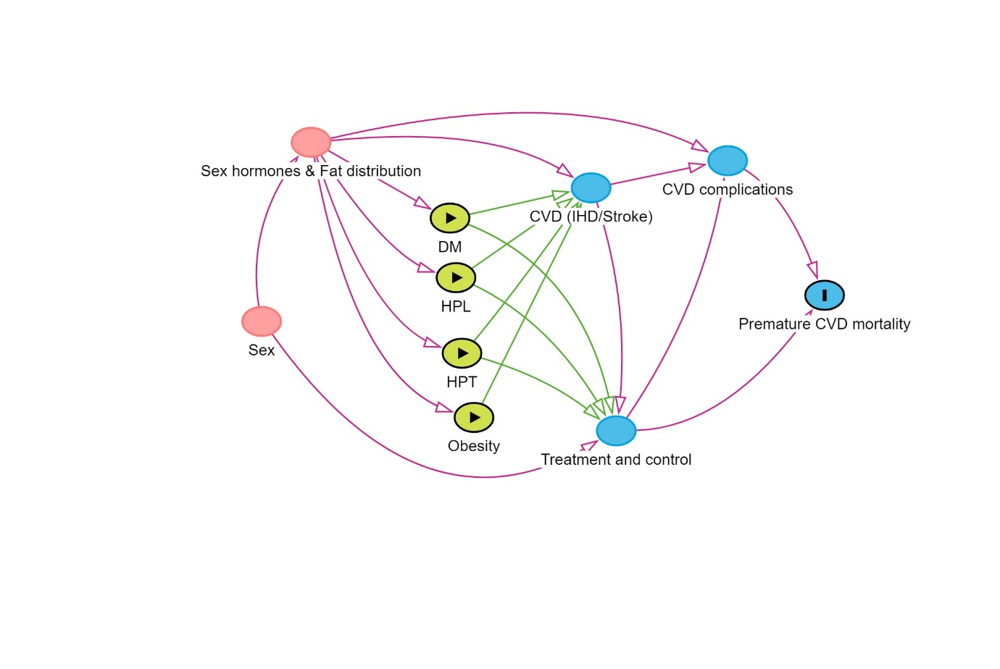 Sex hormones & Fat distribution
CVD complications
CVD (IHD/Stroke)
DM
HPL
Premature CVD mortality
Sex
HPT
Obesity
Treatment and control